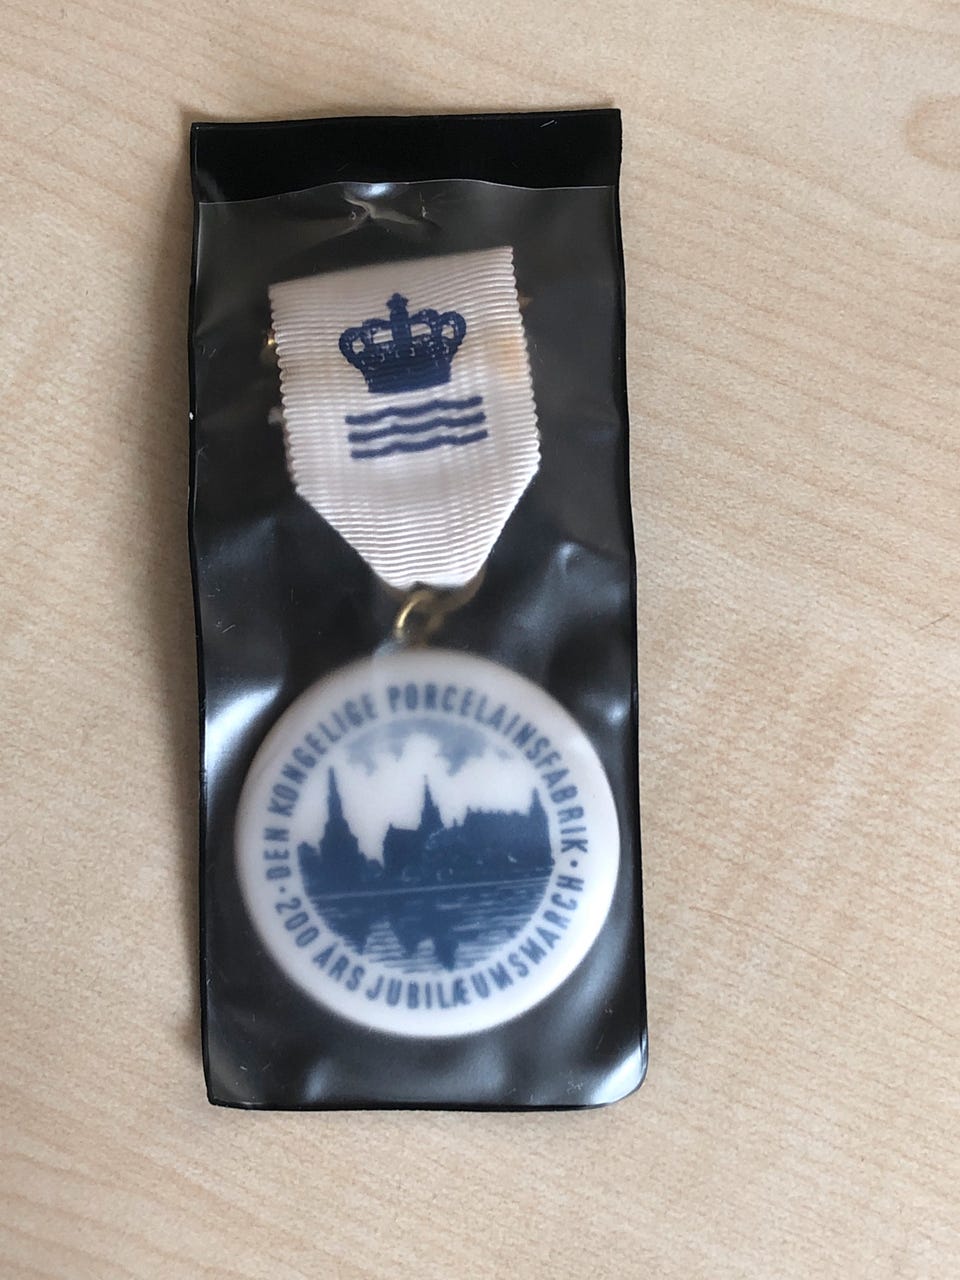 DEN KONGELIGE PORCELAINSFABRIK
200 ÅRS JUBILÆUMSMARCH